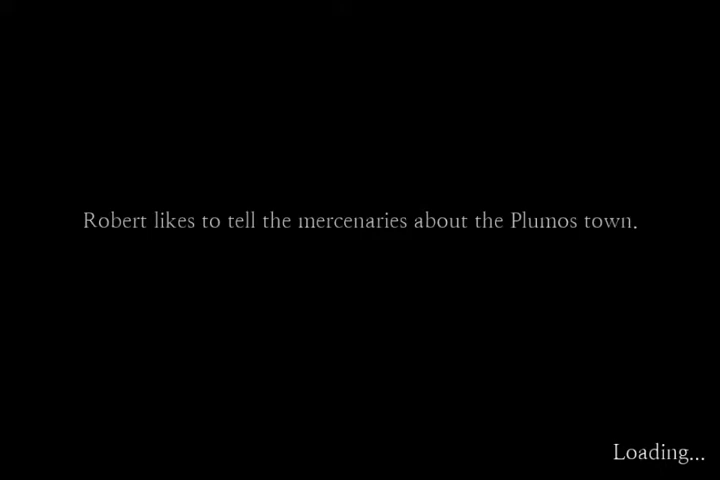 Robert likes to tell the mercenaries about the Plumos town.
Loading...